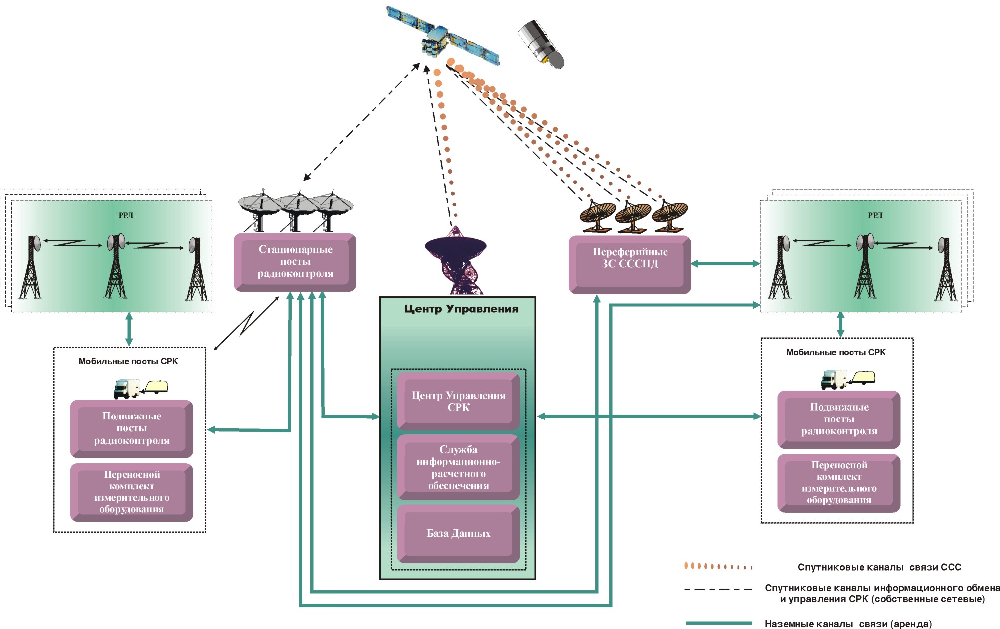 РРЛ
Стационарные
посты
радиоконтроля
Переферийные
ЗС СССПД
РРЛ
Центр Управления
Мобильные посты СРК
Подвижные
посты
радиоконтроля
Переносной
комплект
измерительного
оборудования
Центр Управления
СРК
Служба
информационно-
расчетного
обеспечения
База Данных
Мобильные посты СРК
Подвижные
посты
радиоконтроля
Переносной
комплект
измерительного
оборудования
Спутниковые каналы связи ССС
Спутниковые каналы информационного обмена
и управления СРК (собственные сетевые)
Наземные каналы связи (аренда)